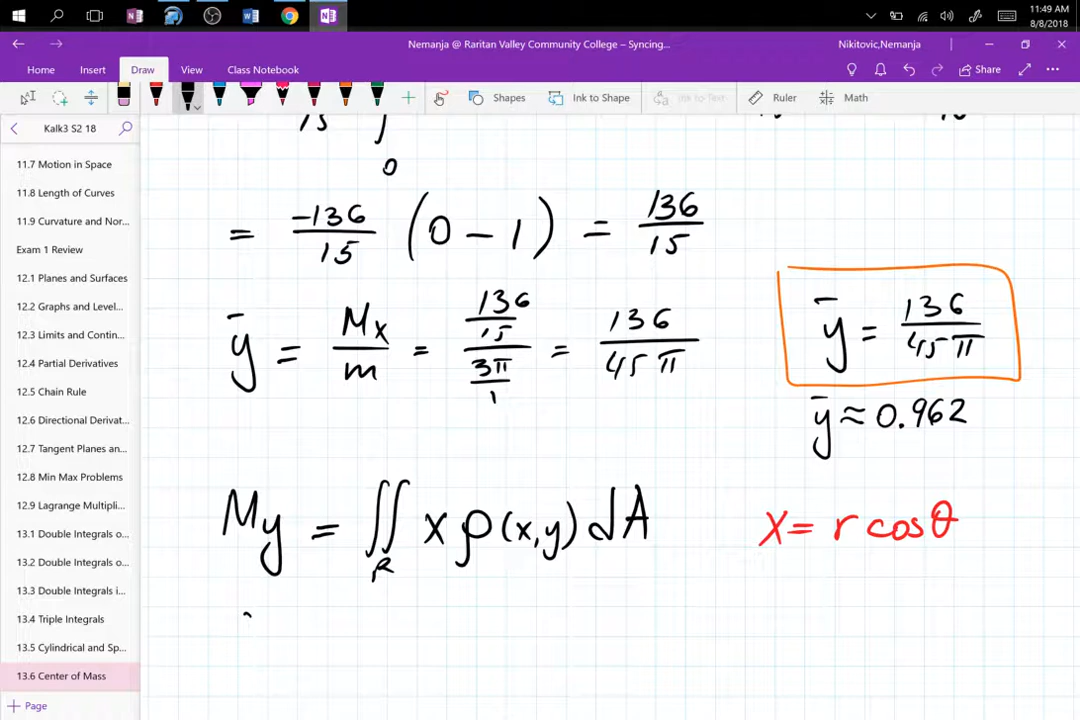 11:49 AM
8/8/2018
Nemanja @ Raritan Valley Community College – Syncing...
Nikitovic,Nemanja
Home Insert Draw View Class Notebook
Share
Shapes Ink to Shape Ink to Text Ruler Math
Kalk3 S2 18
11.7 Motion in Space
11.8 Length of Curves
11.9 Curvature and Nor...
Exam 1 Review
12.1 Planes and Surfaces
12.2 Graphs and Level...
12.3 Limits and Contin...
12.4 Partial Derivatives
12.5 Chain Rule
12.6 Directional Derivat...
12.7 Tangent Planes an...
12.8 Min Max Problems
12.9 Lagrange Multipli...
13.1 Double Integrals o...
13.2 Double Integrals o...
13.3 Double Integrals i...
13.4 Triple Integrals
13.5 Cylindrical and Sp...
13.6 Center of Mass
+ Page
15 ∫ 0
= -136/15 (0 - 1) = 136/15
ȳ = Mx/m = (136/15)/(3π/1) = 136/45π
ȳ = 136/45π
ȳ ≈ 0.962
My = ∬R x ρ(x,y) dA
x = r cosθ